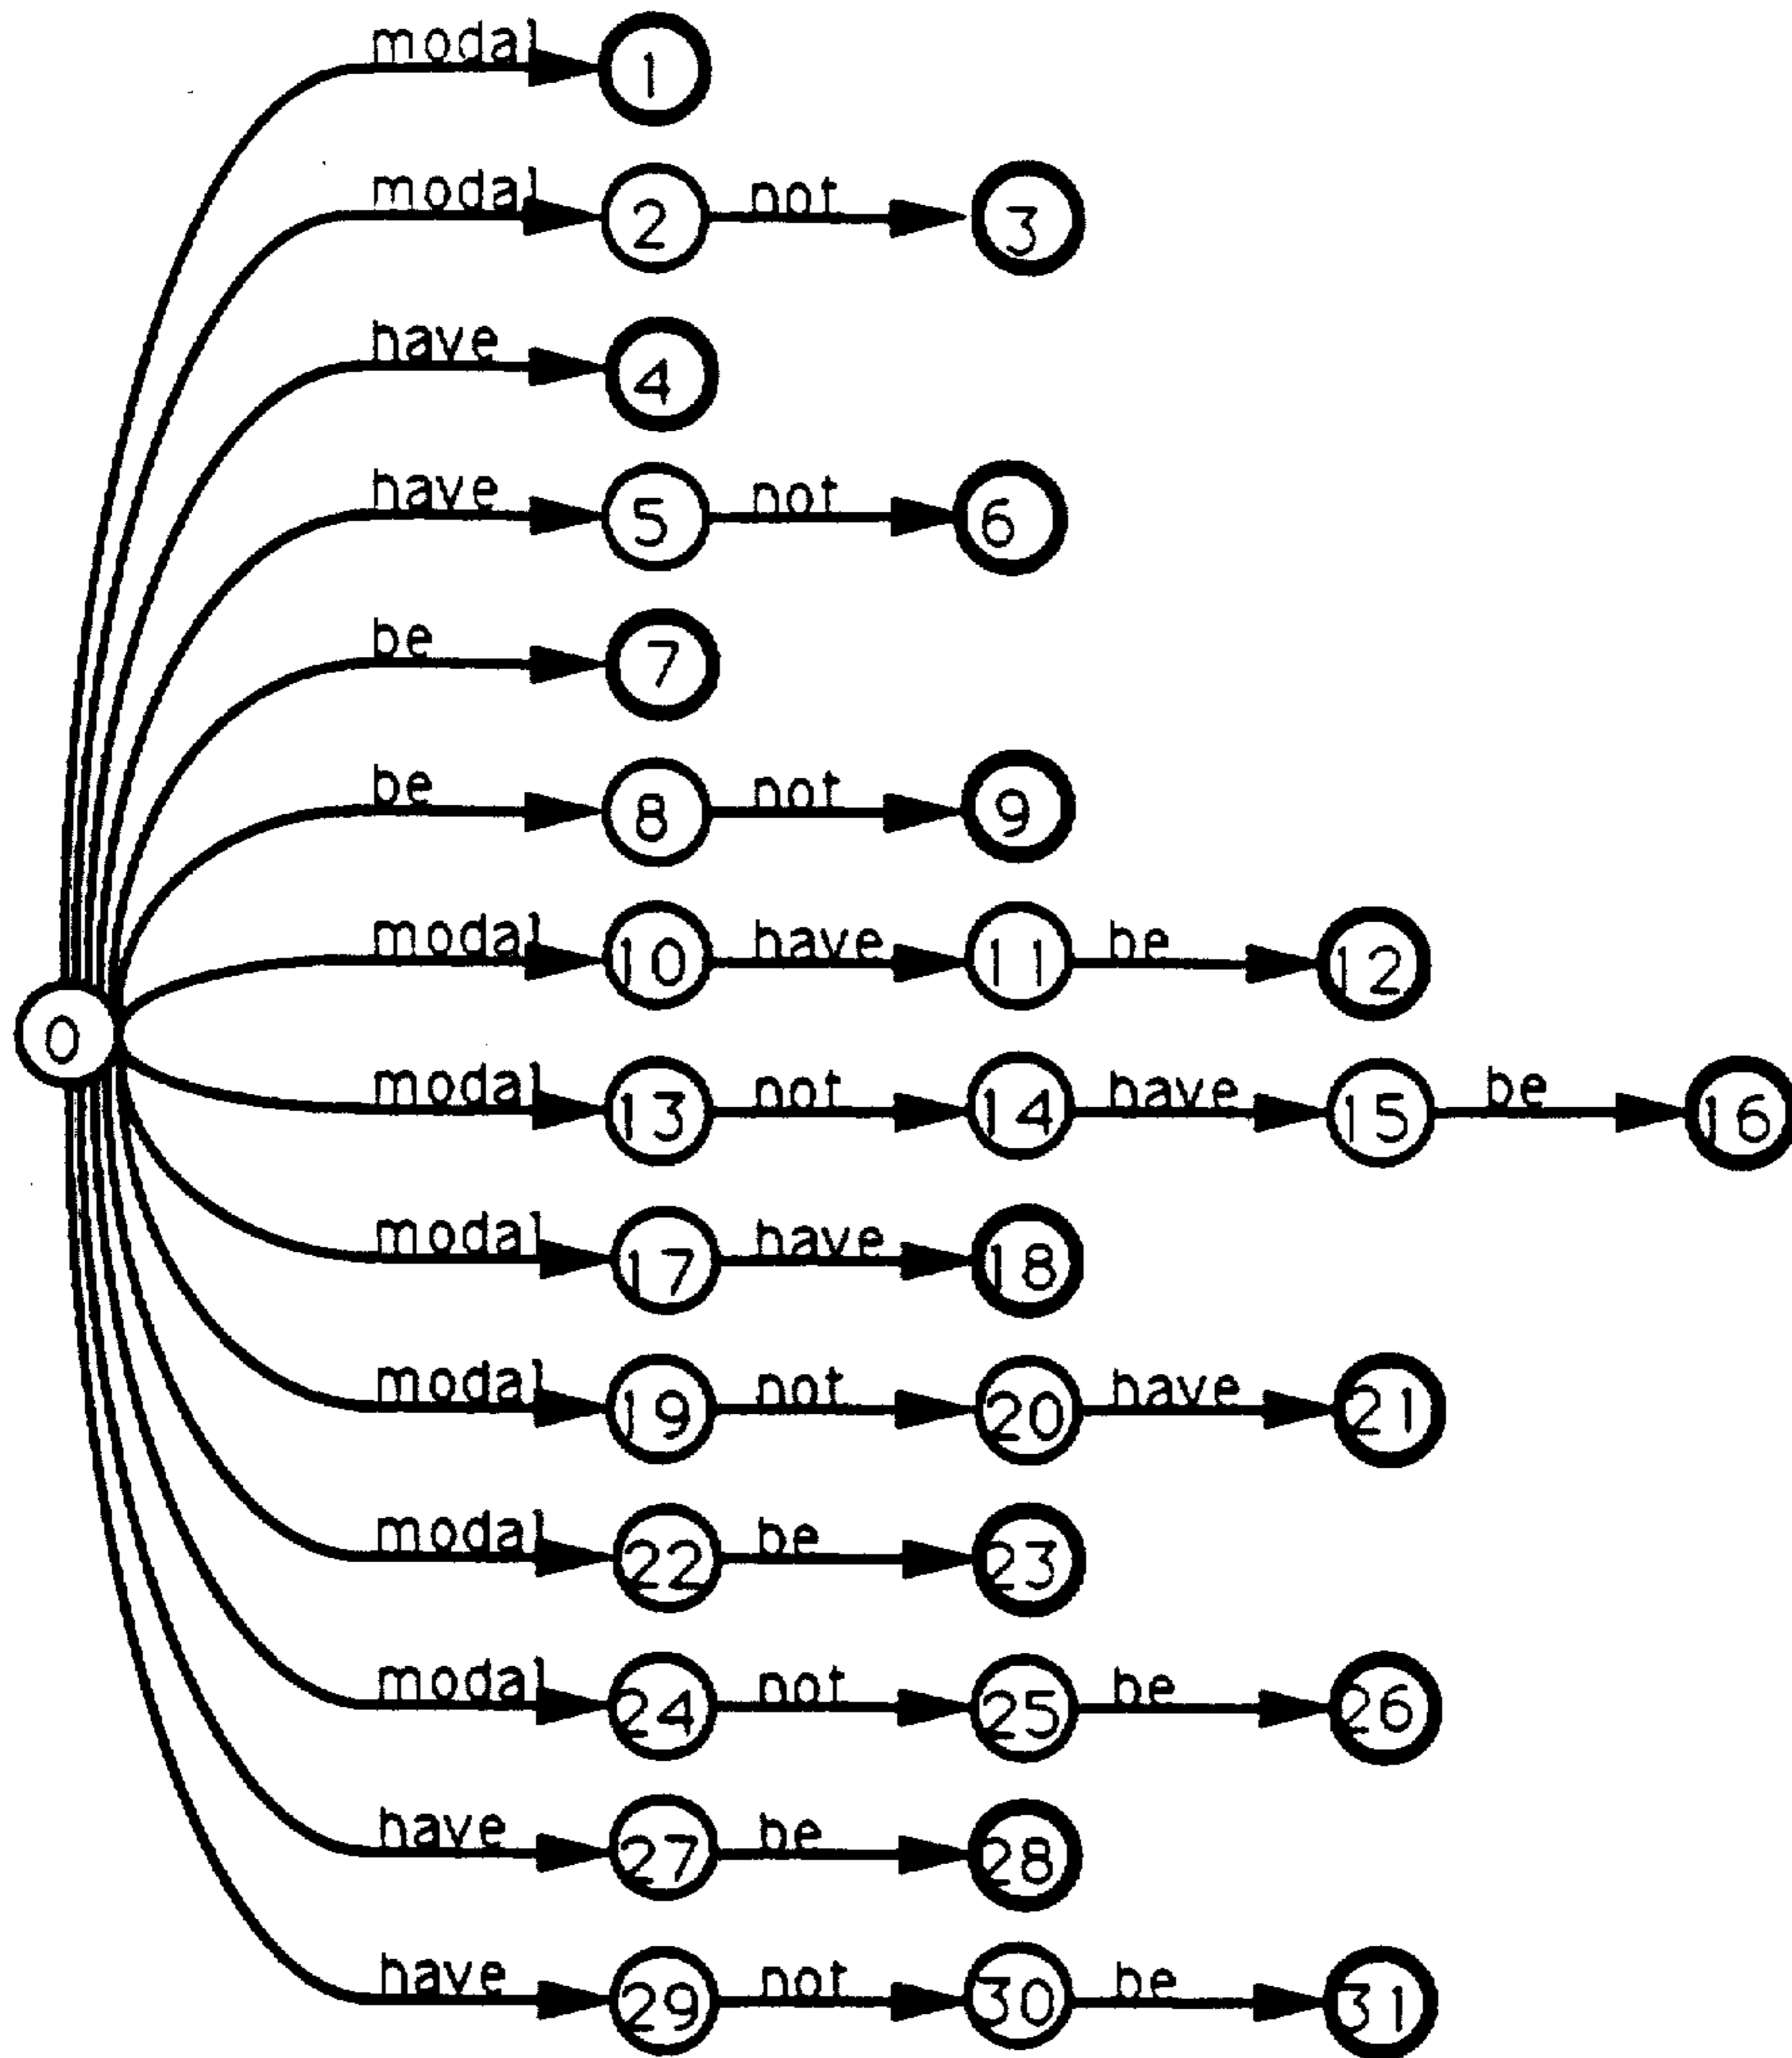 modal 1
modal 2 not 3
have 4
have 5 not 6
be 7
be 8 not 9
modal 10 have 11 be 12
0
modal 13 not 14 have 15 be 16
modal 17 have 18
modal 19 not 20 have 21
modal 22 be 23
modal 24 not 25 be 26
have 27 be 28
have 29 not 30 be 31